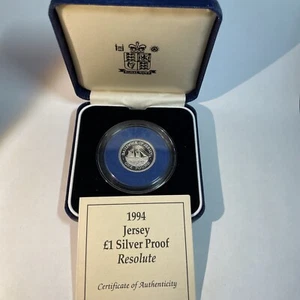 1994
Jersey
£1 Silver Proof
Resolute
Certificate of Authenticity